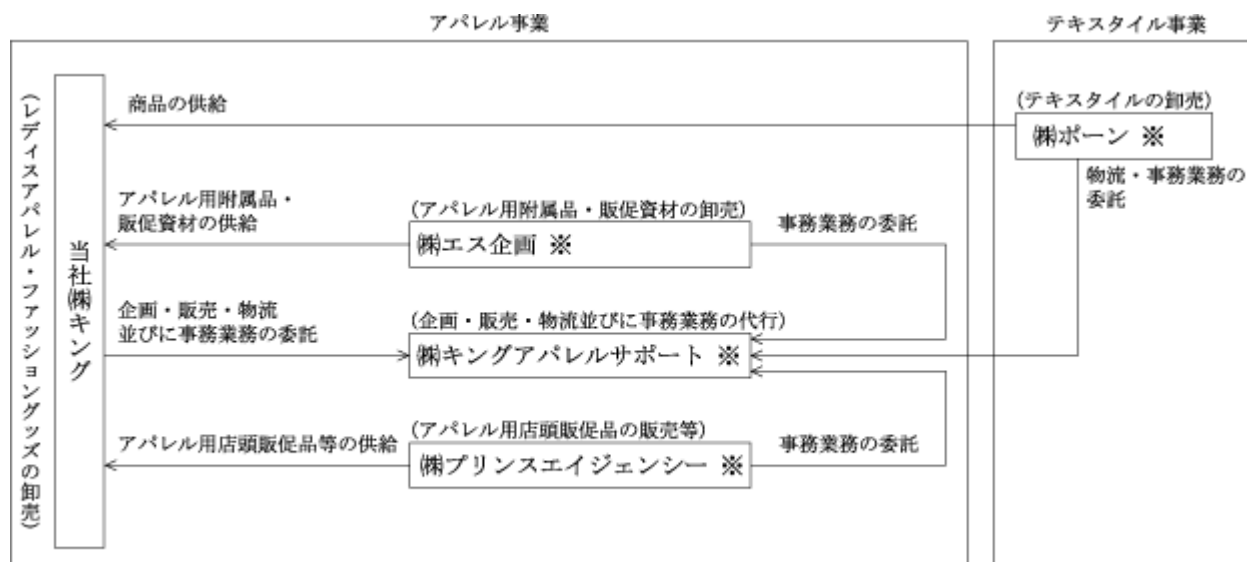 アパレル事業
テキスタイル事業
(レディスアパレル・ファッショングッズの卸売)
当社㈱キング
商品の供給
(テキスタイルの卸売)
㈱ポーン ※
物流・事務業務の
委託
アパレル用附属品・
販促資材の供給
(アパレル用附属品・販促資材の卸売)
㈱エス企画 ※
事務業務の委託
企画・販売・物流
並びに事務業務の委託
(企画・販売・物流並びに事務業務の代行)
㈱キングアパレルサポート ※
アパレル用店頭販促品等の供給
(アパレル用店頭販促品の販売等)
㈱プリンスエイジェンシー ※
事務業務の委託